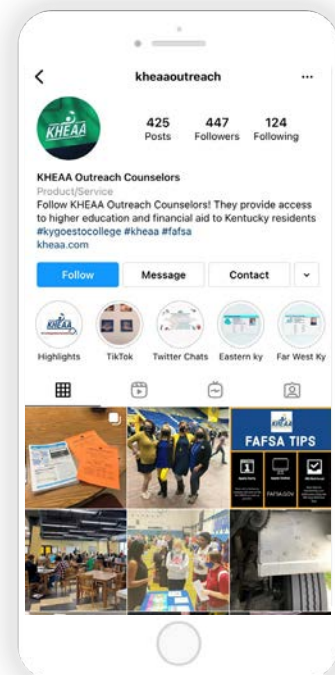 kheaaoutreach
KHEAA
425 447 124
Posts Followers Following
KHEAA Outreach Counselors
Product/Service
Follow KHEAA Outreach Counselors! They provide access
to higher education and financial aid to Kentucky residents
#kygoestocollege #kheaa #fafsa
kheaa.com
Follow Message Contact
KHEAA
Highlights TikTok Twitter Chats Eastern ky Far West Ky
KHEAA
FAFSA TIPS
FAFSA.GOV